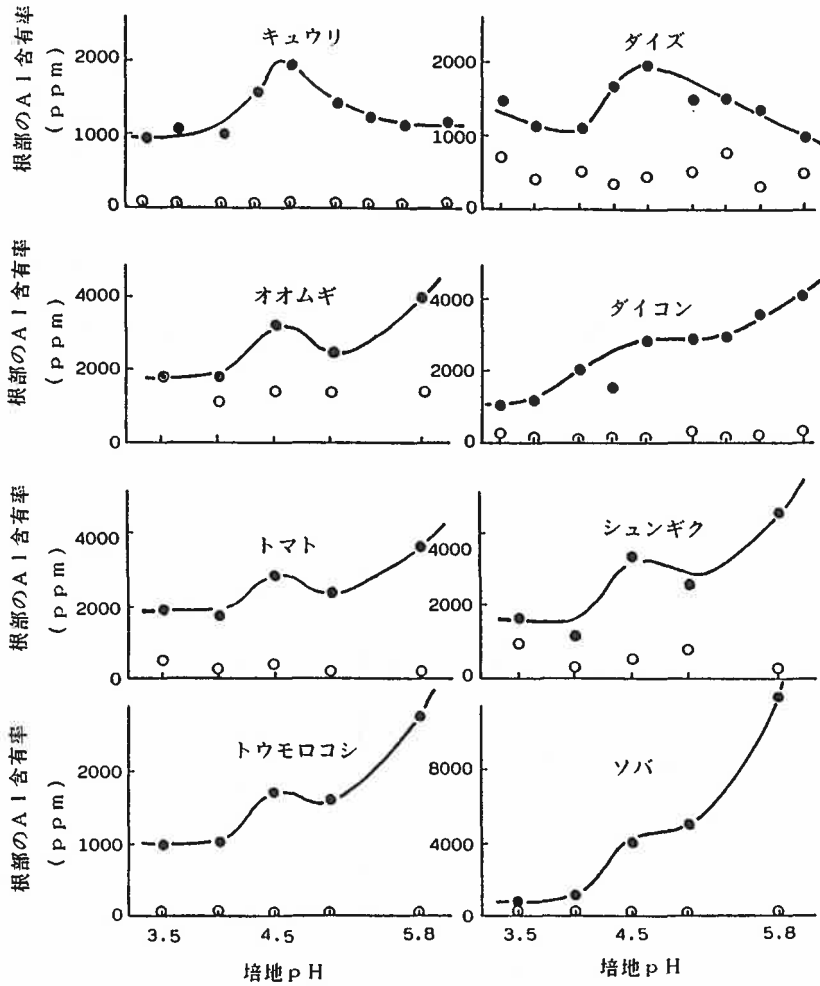 根部のAl含有率
(ppm)
キュウリ
2000
1000
0
ダイズ
2000
1000
0
根部のAl含有率
(ppm)
オオムギ
4000
2000
0
ダイコン
4000
2000
0
根部のAl含有率
(ppm)
トマト
4000
2000
0
シュンギク
4000
2000
0
根部のAl含有率
(ppm)
トウモロコシ
2000
1000
0
ソバ
8000
4000
0
3.5 4.5 5.8
3.5 4.5 5.8
培地pH
培地pH